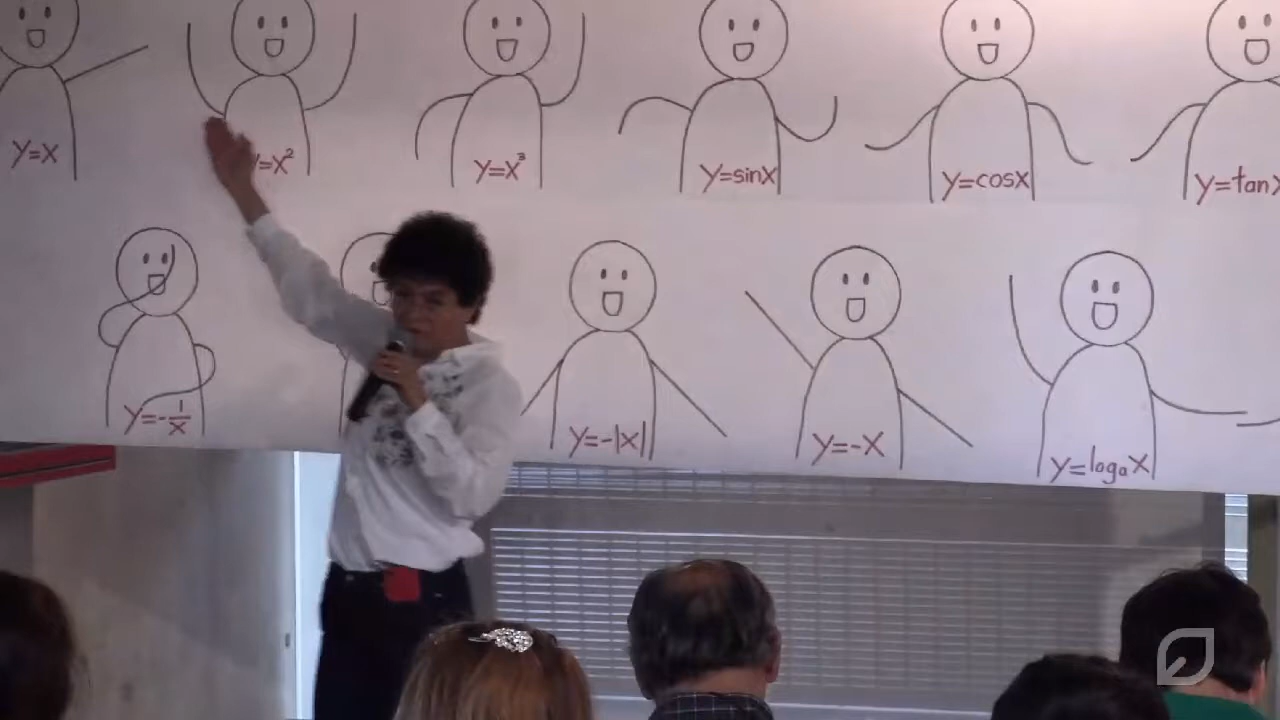 y=x
y=x²
y=x³
y=sinx
y=cosx
y=tanx
y=-1/x
y=-|x|
y=-x
y=logₐx